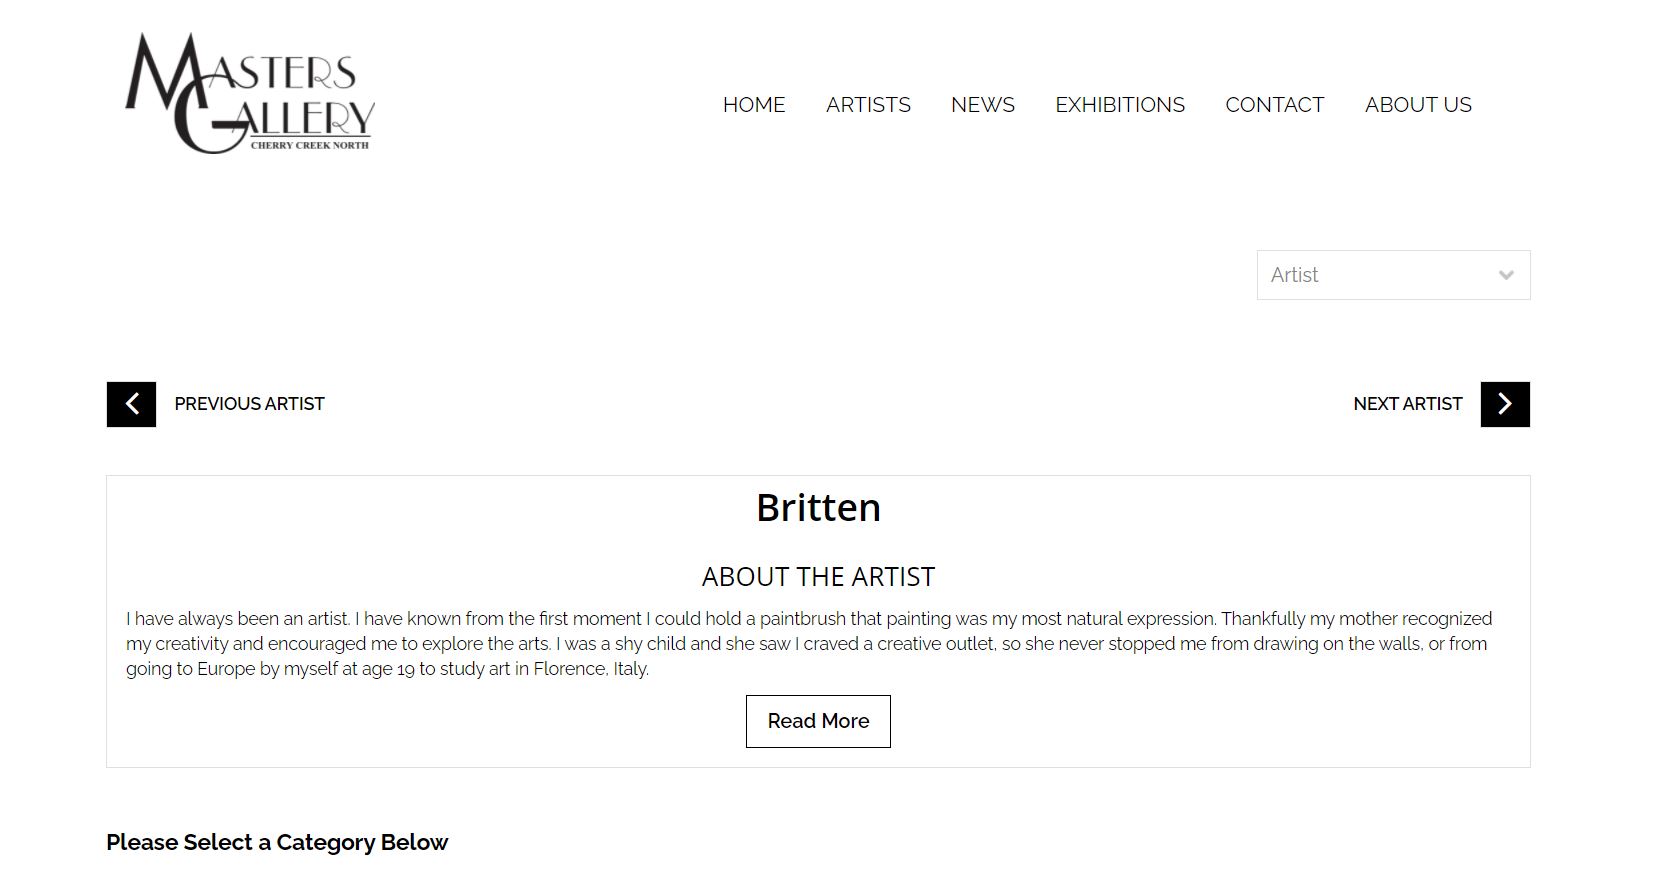 MASTERS
GALLERY
CHERRY CREEK NORTH
HOME ARTISTS NEWS EXHIBITIONS CONTACT ABOUT US
Artist
PREVIOUS ARTIST
NEXT ARTIST
Britten
ABOUT THE ARTIST
I have always been an artist. I have known from the first moment I could hold a paintbrush that painting was my most natural expression. Thankfully my mother recognized
my creativity and encouraged me to explore the arts. I was a shy child and she saw I craved a creative outlet, so she never stopped me from drawing on the walls, or from
going to Europe by myself at age 19 to study art in Florence, Italy.
Read More
Please Select a Category Below